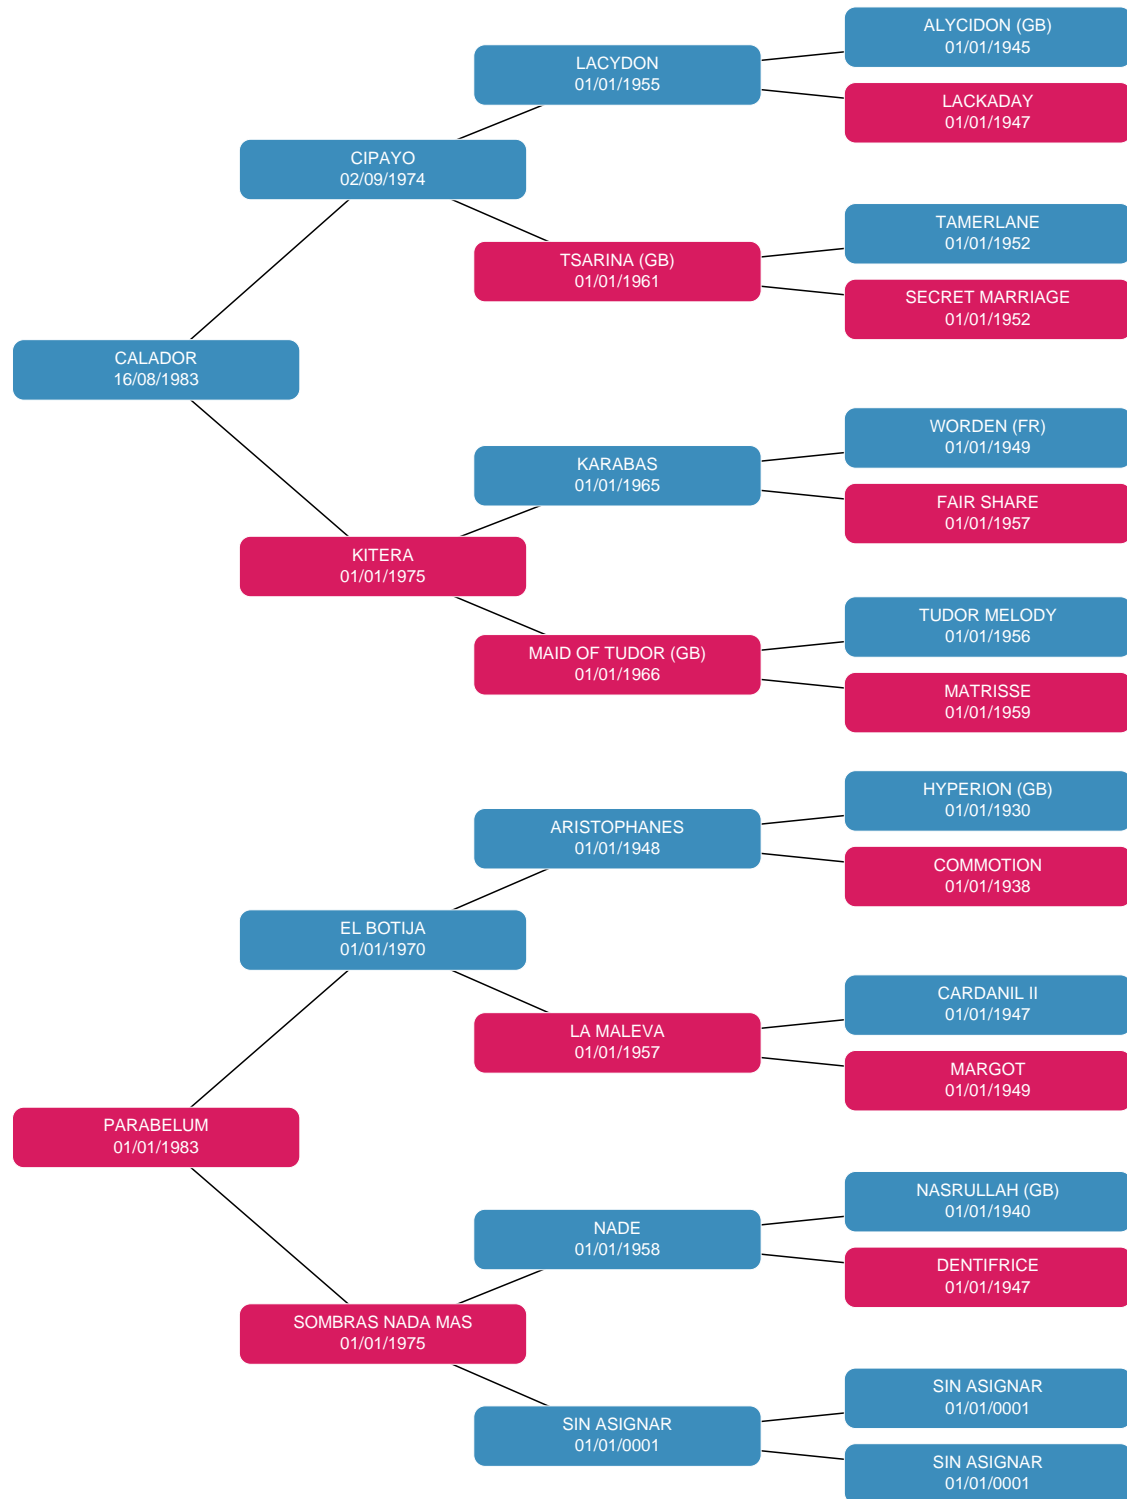 ALYCIDON (GB)
01/01/1945
LACYDON
01/01/1955
LACKADAY
01/01/1947
CIPAYO
02/09/1974
TAMERLANE
01/01/1952
TSARINA (GB)
01/01/1961
SECRET MARRIAGE
01/01/1952
CALADOR
16/08/1983
WORDEN (FR)
01/01/1949
KARABAS
01/01/1965
FAIR SHARE
01/01/1957
KITERA
01/01/1975
TUDOR MELODY
01/01/1956
MAID OF TUDOR (GB)
01/01/1966
MATRISSE
01/01/1959
HYPERION (GB)
01/01/1930
ARISTOPHANES
01/01/1948
COMMOTION
01/01/1938
EL BOTIJA
01/01/1970
CARDANIL II
01/01/1947
LA MALEVA
01/01/1957
MARGOT
01/01/1949
PARABELUM
01/01/1983
NASRULLAH (GB)
01/01/1940
NADE
01/01/1958
DENTIFRICE
01/01/1947
SOMBRAS NADA MAS
01/01/1975
SIN ASIGNAR
01/01/0001
SIN ASIGNAR
01/01/0001
SIN ASIGNAR
01/01/0001